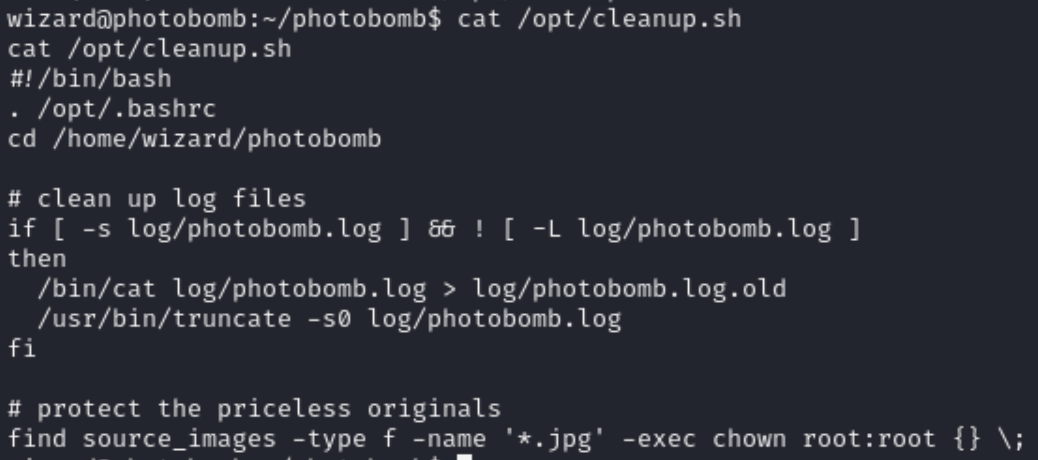 wizard@photobomb:~/photobomb$ cat /opt/cleanup.sh
cat /opt/cleanup.sh
#!/bin/bash
. /opt/.bashrc
cd /home/wizard/photobomb

# clean up log files
if [ -s log/photobomb.log ] && ! [ -L log/photobomb.log ]
then
  /bin/cat log/photobomb.log > log/photobomb.log.old
  /usr/bin/truncate -s0 log/photobomb.log
fi

# protect the priceless originals
find source_images -type f -name '*.jpg' -exec chown root:root {} \;